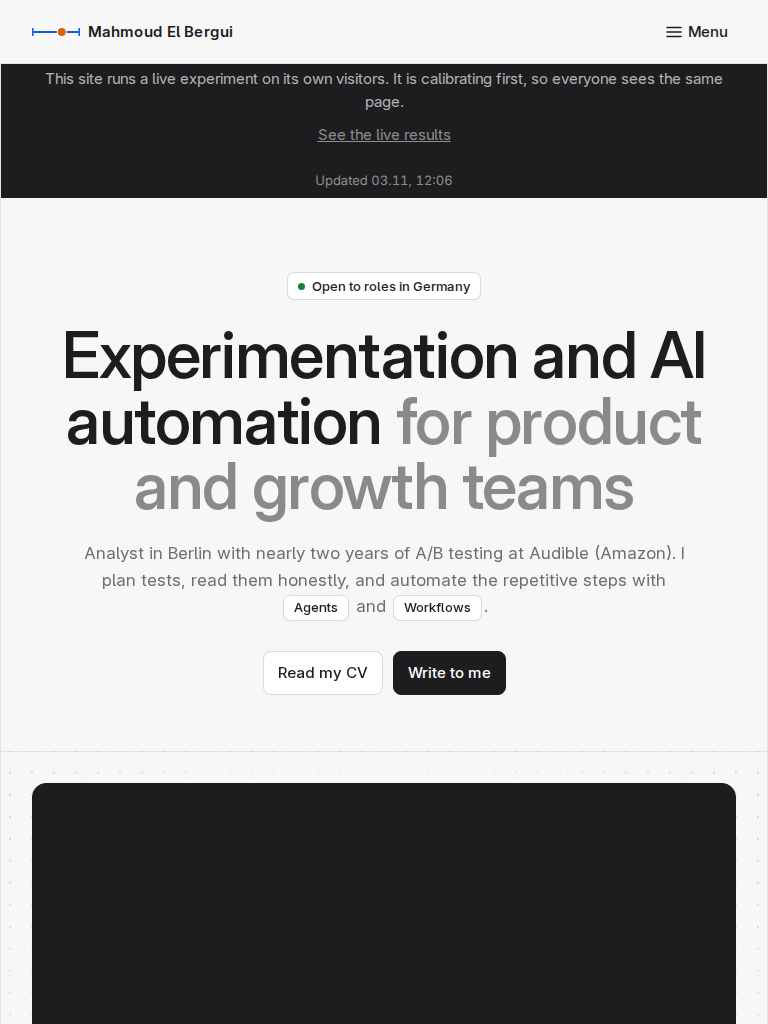 Mahmoud El Bergui
Menu
This site runs a live experiment on its own visitors. It is calibrating first, so everyone sees the same
page.
See the live results
Updated 03.11, 12:06
Open to roles in Germany
Experimentation and AI
automation for product
and growth teams
Analyst in Berlin with nearly two years of A/B testing at Audible (Amazon). I
plan tests, read them honestly, and automate the repetitive steps with
Agents and Workflows .
Read my CV
Write to me